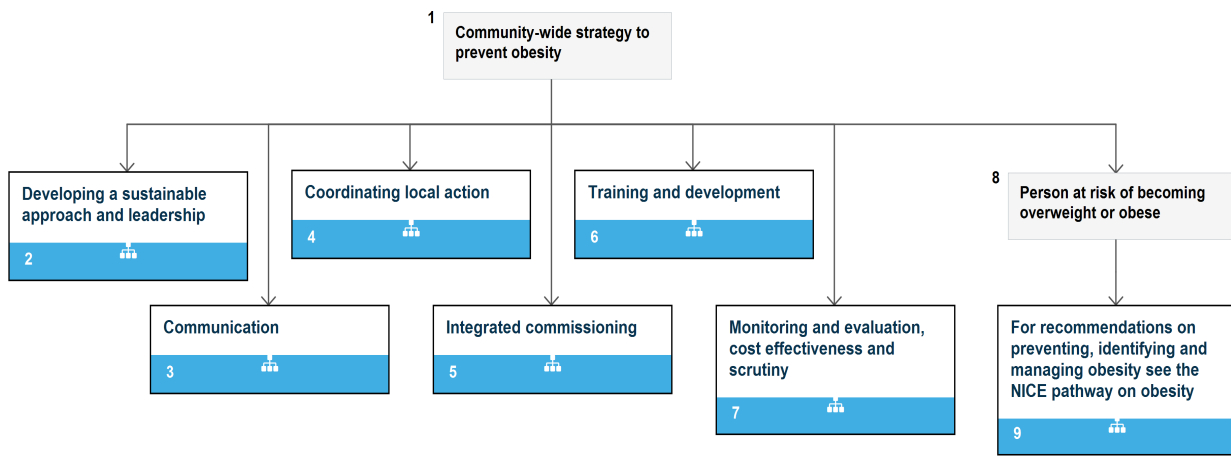 1
Community-wide strategy to
prevent obesity
Developing a sustainable
approach and leadership
2
Coordinating local action
4
Training and development
6
8
Person at risk of becoming
overweight or obese
Communication
3
Integrated commissioning
5
Monitoring and evaluation,
cost effectiveness and
scrutiny
7
For recommendations on
preventing, identifying and
managing obesity see the
NICE pathway on obesity
9